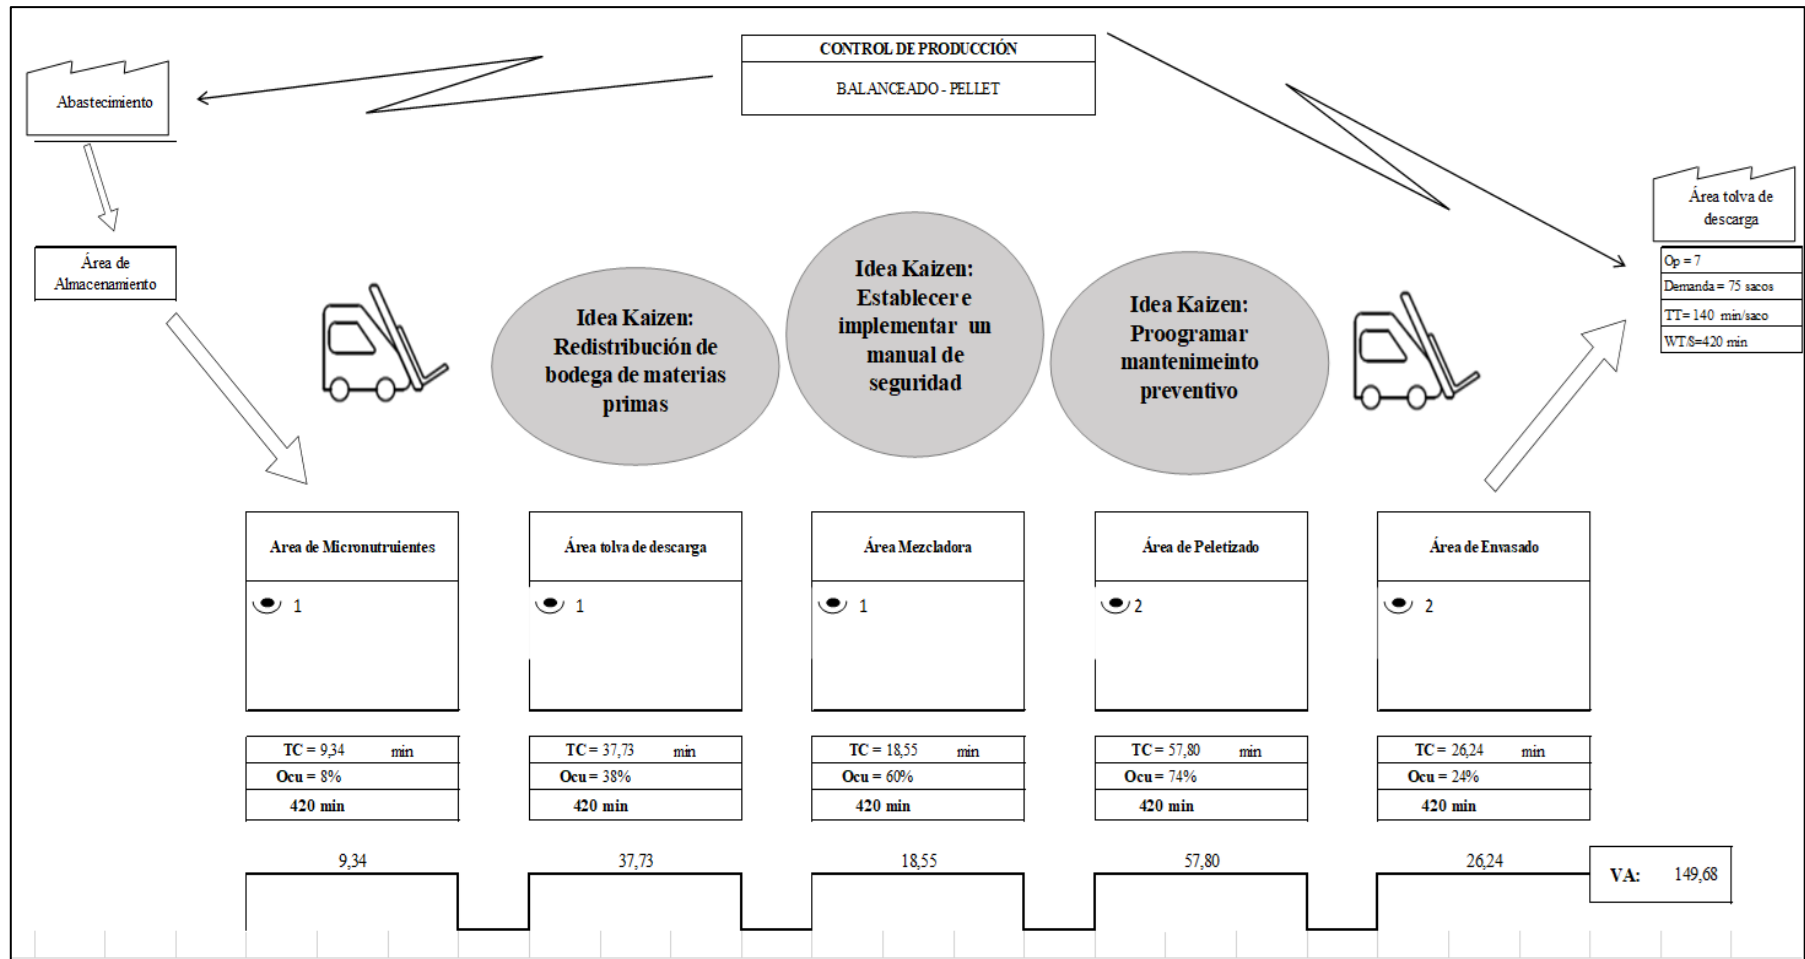 CONTROL DE PRODUCCIÓN
BALANCEADO - PELLET
Abastecimiento
Área de
Almacenamiento
Área tolva de
descarga
Op = 7
Demanda = 75 sacos
TT= 140 min/saco
WT/8=420 min
Idea Kaizen:
Redistribución de
bodega de materias
primas
Idea Kaizen:
Establecer e
implementar un
manual de
seguridad
Idea Kaizen:
Proogramar
mantenimeinto
preventivo
Area de Micronutruientes
1
TC = 9,34 min
Ocu = 8%
420 min
Área tolva de descarga
1
TC = 37,73 min
Ocu = 38%
420 min
Área Mezcladora
1
TC = 18,55 min
Ocu = 60%
420 min
Área de Peletizado
2
TC = 57,80 min
Ocu = 74%
420 min
Área de Envasado
2
TC = 26,24 min
Ocu = 24%
420 min
9,34
37,73
18,55
57,80
26,24
VA: 149,68